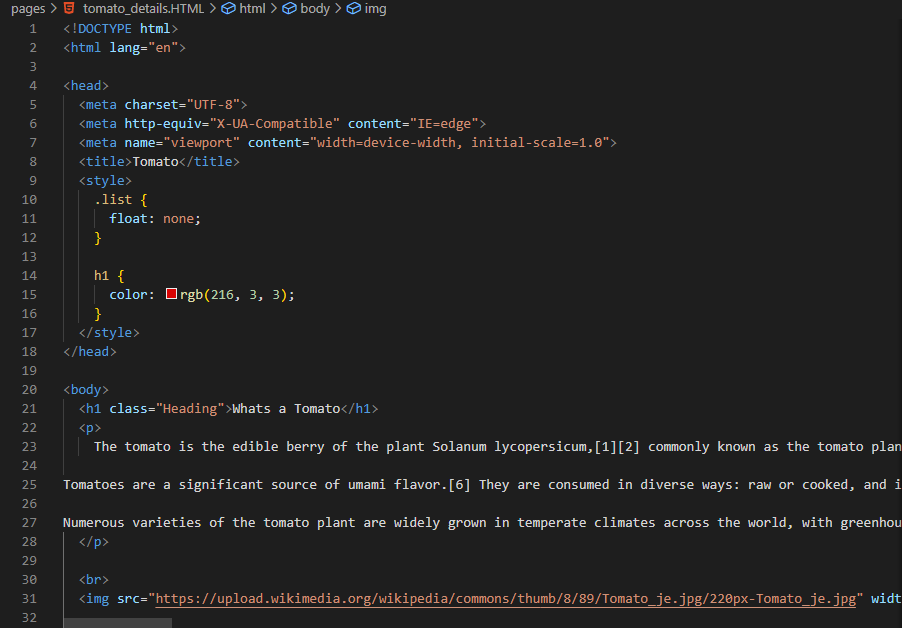 pages > tomato_details.HTML > html > body > img
1 <!DOCTYPE html>
2 <html lang="en">
3
4 <head>
5 <meta charset="UTF-8">
6 <meta http-equiv="X-UA-Compatible" content="IE=edge">
7 <meta name="viewport" content="width=device-width, initial-scale=1.0">
8 <title>Tomato</title>
9 <style>
10 .list {
11 float: none;
12 }
13
14 h1 {
15 color: rgb(216, 3, 3);
16 }
17 </style>
18 </head>
19
20 <body>
21 <h1 class="Heading">Whats a Tomato</h1>
22 <p>
23 The tomato is the edible berry of the plant Solanum lycopersicum,[1][2] commonly known as the tomato plan
24
25 Tomatoes are a significant source of umami flavor.[6] They are consumed in diverse ways: raw or cooked, and i
26
27 Numerous varieties of the tomato plant are widely grown in temperate climates across the world, with greenhou
28 </p>
29
30 <br>
31 <img src="https://upload.wikimedia.org/wikipedia/commons/thumb/8/89/Tomato_je.jpg/220px-Tomato_je.jpg" widt
32